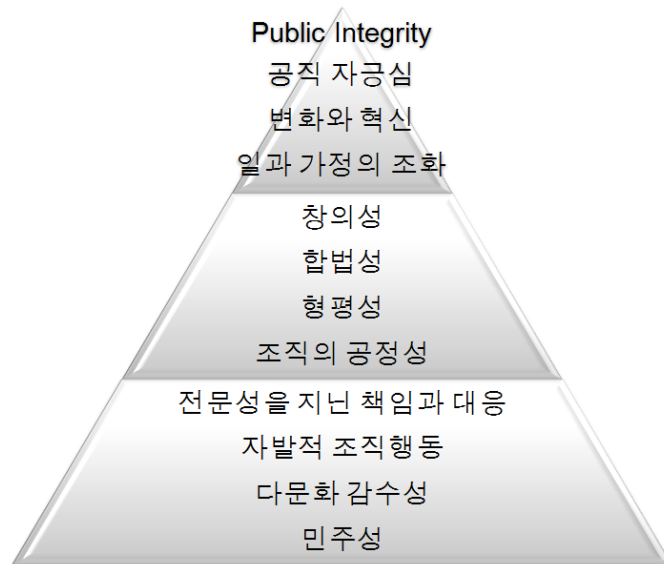 Public Integrity
공직 자긍심
변화와 혁신
일과 가정의 조화
창의성
합법성
형평성
조직의 공정성
전문성을 지닌 책임과 대응
자발적 조직행동
다문화 감수성
민주성